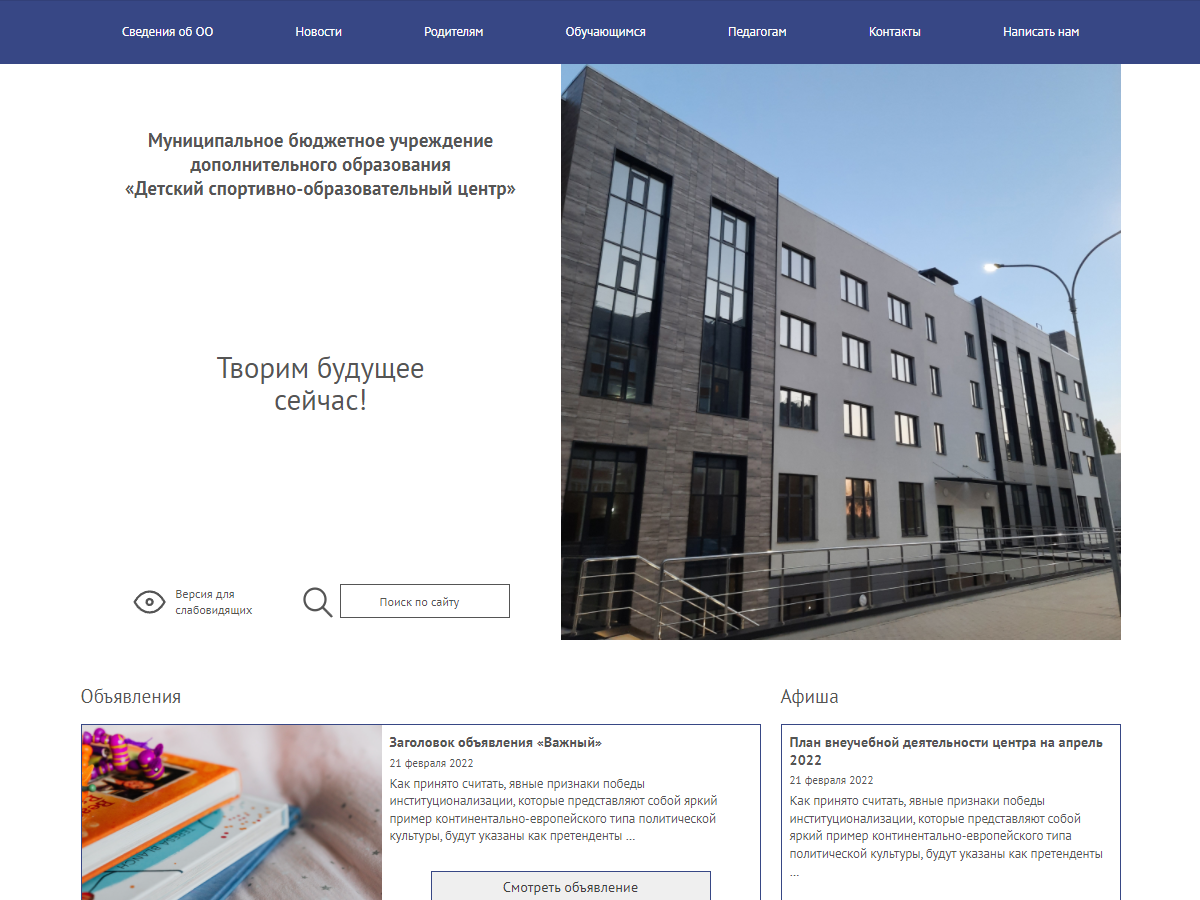 Сведения об ОО
Новости
Родителям
Обучающимся
Педагогам
Контакты
Написать нам
Муниципальное бюджетное учреждение
дополнительного образования
«Детский спортивно-образовательный центр»
Творим будущее
сейчас!
Версия для
слабовидящих
Поиск по сайту
Объявления
Заголовок объявления «Важный»
21 февраля 2022
Как принято считать, явные признаки победы
институционализации, которые представляют собой яркий
пример континентально-европейского типа политической
культуры, будут указаны как претенденты ...
Смотреть объявление
Афиша
План внеучебной деятельности центра на апрель
2022
21 февраля 2022
Как принято считать, явные признаки победы
институционализации, которые представляют собой
яркий пример континентально-европейского типа
политической культуры, будут указаны как претенденты
...